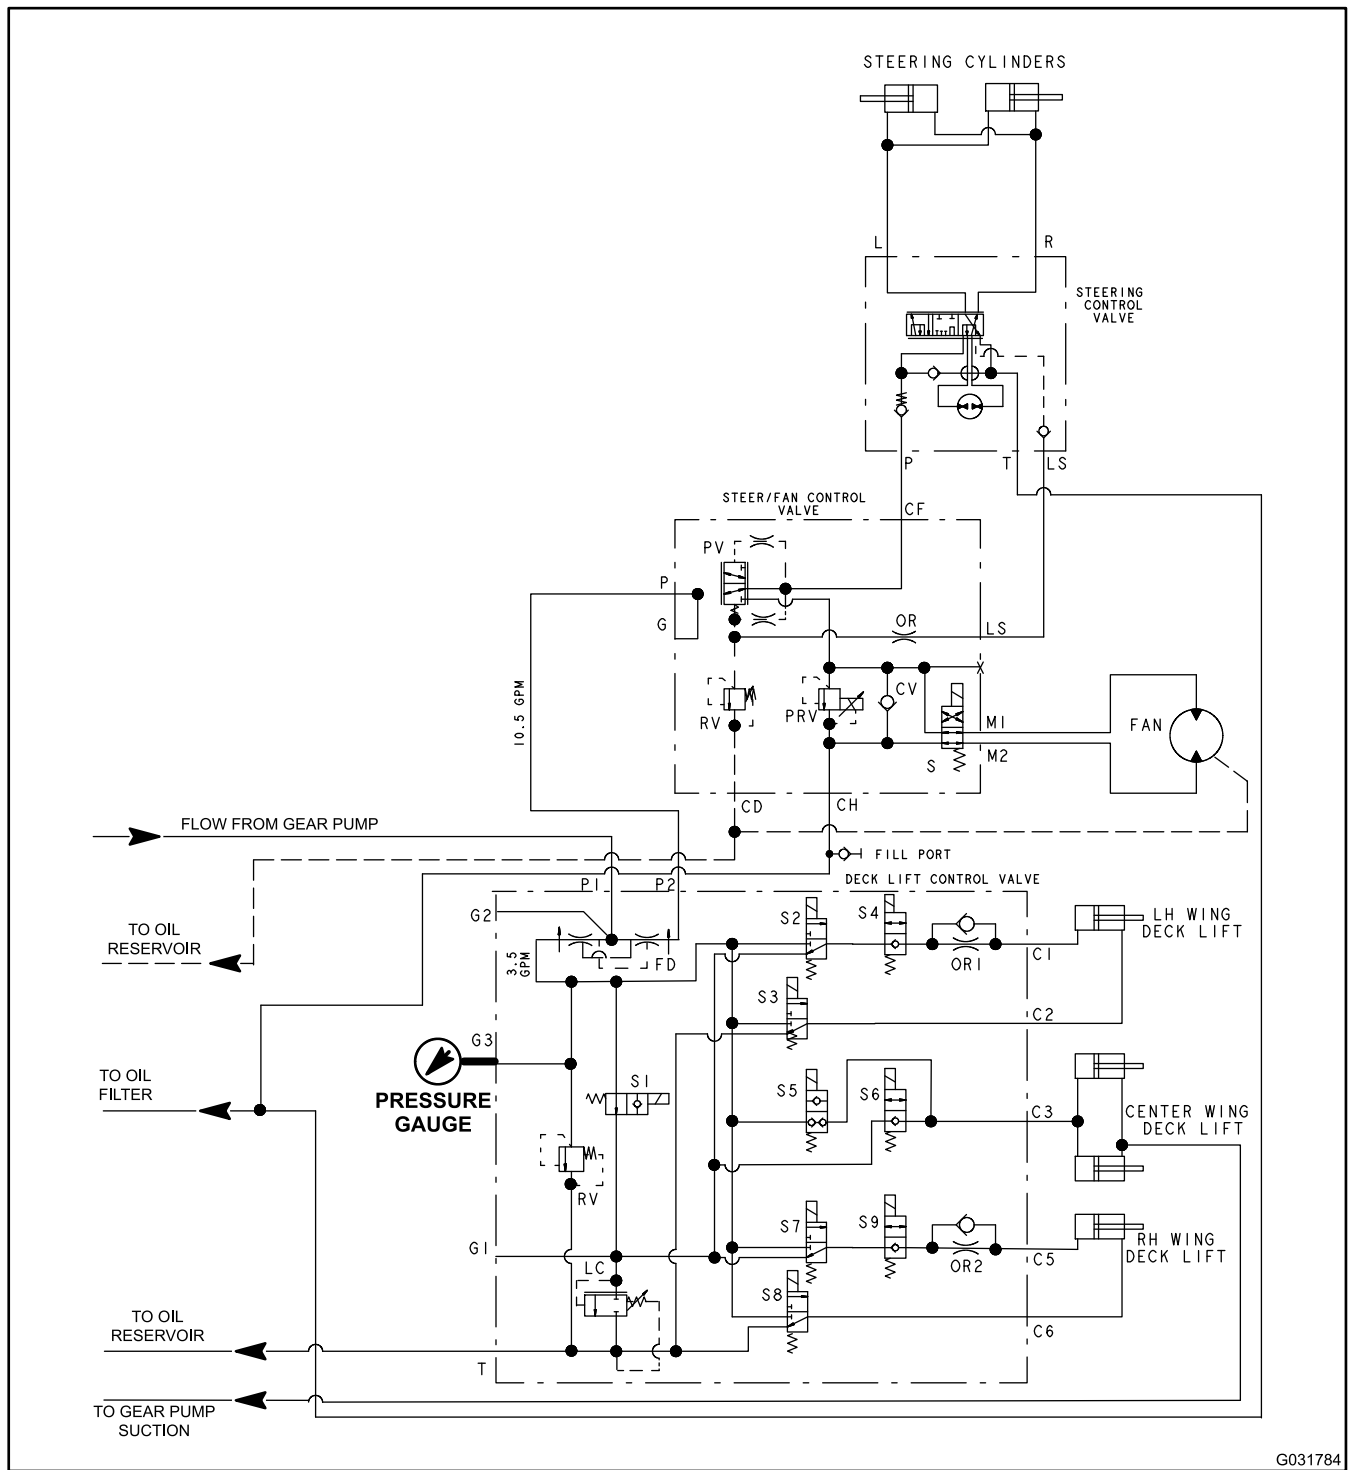 STEERING CYLINDERS
L
R
STEERING
CONTROL
VALVE
P
T
LS
STEER/FAN CONTROL
VALVE
CF
PV
P
G
OR
LS
10.5 GPM
RV
PRV
CV
S
M1
M2
FAN
CD
CH
FLOW FROM GEAR PUMP
FILL PORT
P1
P2
DECK LIFT CONTROL VALVE
G2
S2
S4
LH WING
DECK LIFT
TO OIL
RESERVOIR
3.5
GPM
FD
OR1
C1
S3
C2
G3
TO OIL
FILTER
PRESSURE
GAUGE
S1
S5
S6
C3
CENTER WING
DECK LIFT
RV
G1
S7
S9
OR2
C5
RH WING
DECK LIFT
LC
S8
C6
TO OIL
RESERVOIR
T
TO GEAR PUMP
SUCTION
G031784